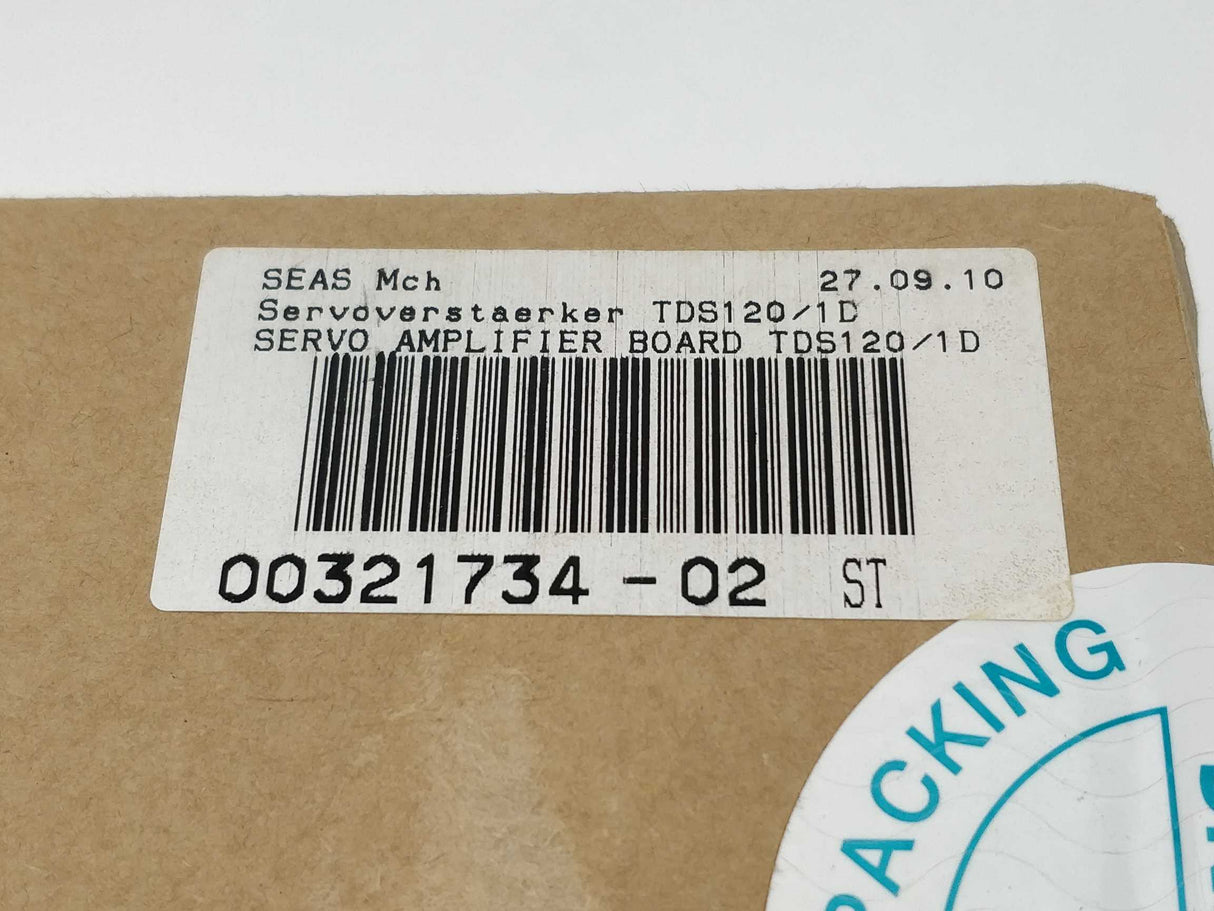 SEAS Mch 27.09.10
Servoverstaerker TDS120/1D
SERVO AMPLIFIER BOARD TDS120/1D
00321734-02 ST
PACKING